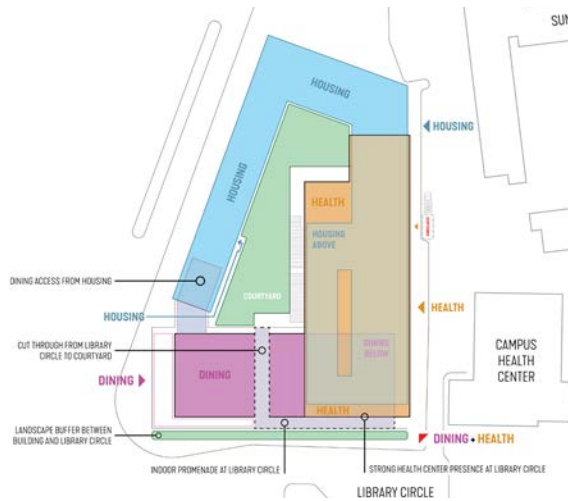 SUN
HOUSING
HOUSING
HOUSING
HEALTH
HOUSING
ABOVE
DINING ACCESS FROM HOUSING
COURTYARD
HOUSING
HEALTH
CUT THROUGH FROM LIBRARY
CIRCLE TO COURTYARD
DINING
BELOW
CAMPUS
HEALTH
CENTER
DINING
DINING
HEALTH
LANDSCAPE BUFFER BETWEEN
BUILDING AND LIBRARY CIRCLE
DINING • HEALTH
INDOOR PROMENADE AT LIBRARY CIRCLE
STRONG HEALTH CENTER PRESENCE AT LIBRARY CIRCLE
LIBRARY CIRCLE